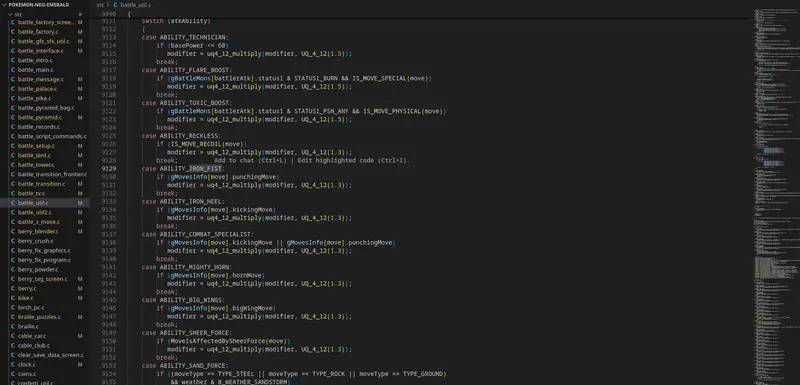 POKEMON-NEO-EMERALD
src
battle_factory_scree... M
battle_factory.c M
battle_gfx_sfx_util.c M
battle_interface.c M
battle_intro.c
battle_main.c M
battle_message.c M
battle_palace.c M
battle_pike.c M
battle_pyramid_bag.c M
battle_pyramid.c M
battle_records.c
battle_script_commands.c
battle_setup.c M
battle_tent.c M
battle_tower.c M
battle_transition_frontier.c
battle_transition.c M
battle_tv.c M
battle_util.c M
battle_util2.c M
battle_z_move.c M
berry_blender.c M
berry_crush.c
berry_fix_graphics.c
berry_fix_program.c
berry_powder.c
berry_tag_screen.c M
berry.c M
bike.c M
birch_pc.c
braille_puzzles.c M
braille.c
cable_car.c M
cable_club.c
clear_save_data_screen.c
clock.c M
coins.c
confetti_util.c
src > battle_util.c
9040 {
9111 switch (atkAbility)
9112 {
9113 case ABILITY_TECHNICIAN:
9114 if (basePower <= 60)
9115 modifier = uq4_12_multiply(modifier, UQ_4_12(1.5));
9116 break;
9117 case ABILITY_FLARE_BOOST:
9118 if (gBattleMons[battlerAtk].status1 & STATUS1_BURN && IS_MOVE_SPECIAL(move))
9119 modifier = uq4_12_multiply(modifier, UQ_4_12(1.5));
9120 break;
9121 case ABILITY_TOXIC_BOOST:
9122 if (gBattleMons[battlerAtk].status1 & STATUS1_PSN_ANY && IS_MOVE_PHYSICAL(move))
9123 modifier = uq4_12_multiply(modifier, UQ_4_12(1.5));
9124 break;
9125 case ABILITY_RECKLESS:
9126 if (IS_MOVE_RECOIL(move))
9127 modifier = uq4_12_multiply(modifier, UQ_4_12(1.3));
9128 break; Add to chat (Ctrl+L) | Edit highlighted code (Ctrl+I).
9129 case ABILITY_IRON_FIST:
9130 if (gMovesInfo[move].punchingMove)
9131 modifier = uq4_12_multiply(modifier, UQ_4_12(1.3));
9132 break;
9133 case ABILITY_IRON_HEEL:
9134 if (gMovesInfo[move].kickingMove)
9135 modifier = uq4_12_multiply(modifier, UQ_4_12(1.3));
9136 break;
9137 case ABILITY_COMBAT_SPECIALIST:
9138 if (gMovesInfo[move].kickingMove || gMovesInfo[move].punchingMove)
9139 modifier = uq4_12_multiply(modifier, UQ_4_12(1.3));
9140 break;
9141 case ABILITY_MIGHTY_HORN:
9142 if (gMovesInfo[move].hornMove)
9143 modifier = uq4_12_multiply(modifier, UQ_4_12(1.3));
9144 break;
9145 case ABILITY_BIG_WINGS:
9146 if (gMovesInfo[move].bigWingMove)
9147 modifier = uq4_12_multiply(modifier, UQ_4_12(1.3));
9148 break;
9149 case ABILITY_SHEER_FORCE:
9150 if (MoveIsAffectedBySheerForce(move))
9151 modifier = uq4_12_multiply(modifier, UQ_4_12(1.3));
9152 break;
9153 case ABILITY_SAND_FORCE:
9154 if ((moveType == TYPE_STEEL || moveType == TYPE_ROCK || moveType == TYPE_GROUND)
9155 && weather & B_WEATHER_SANDSTORM)